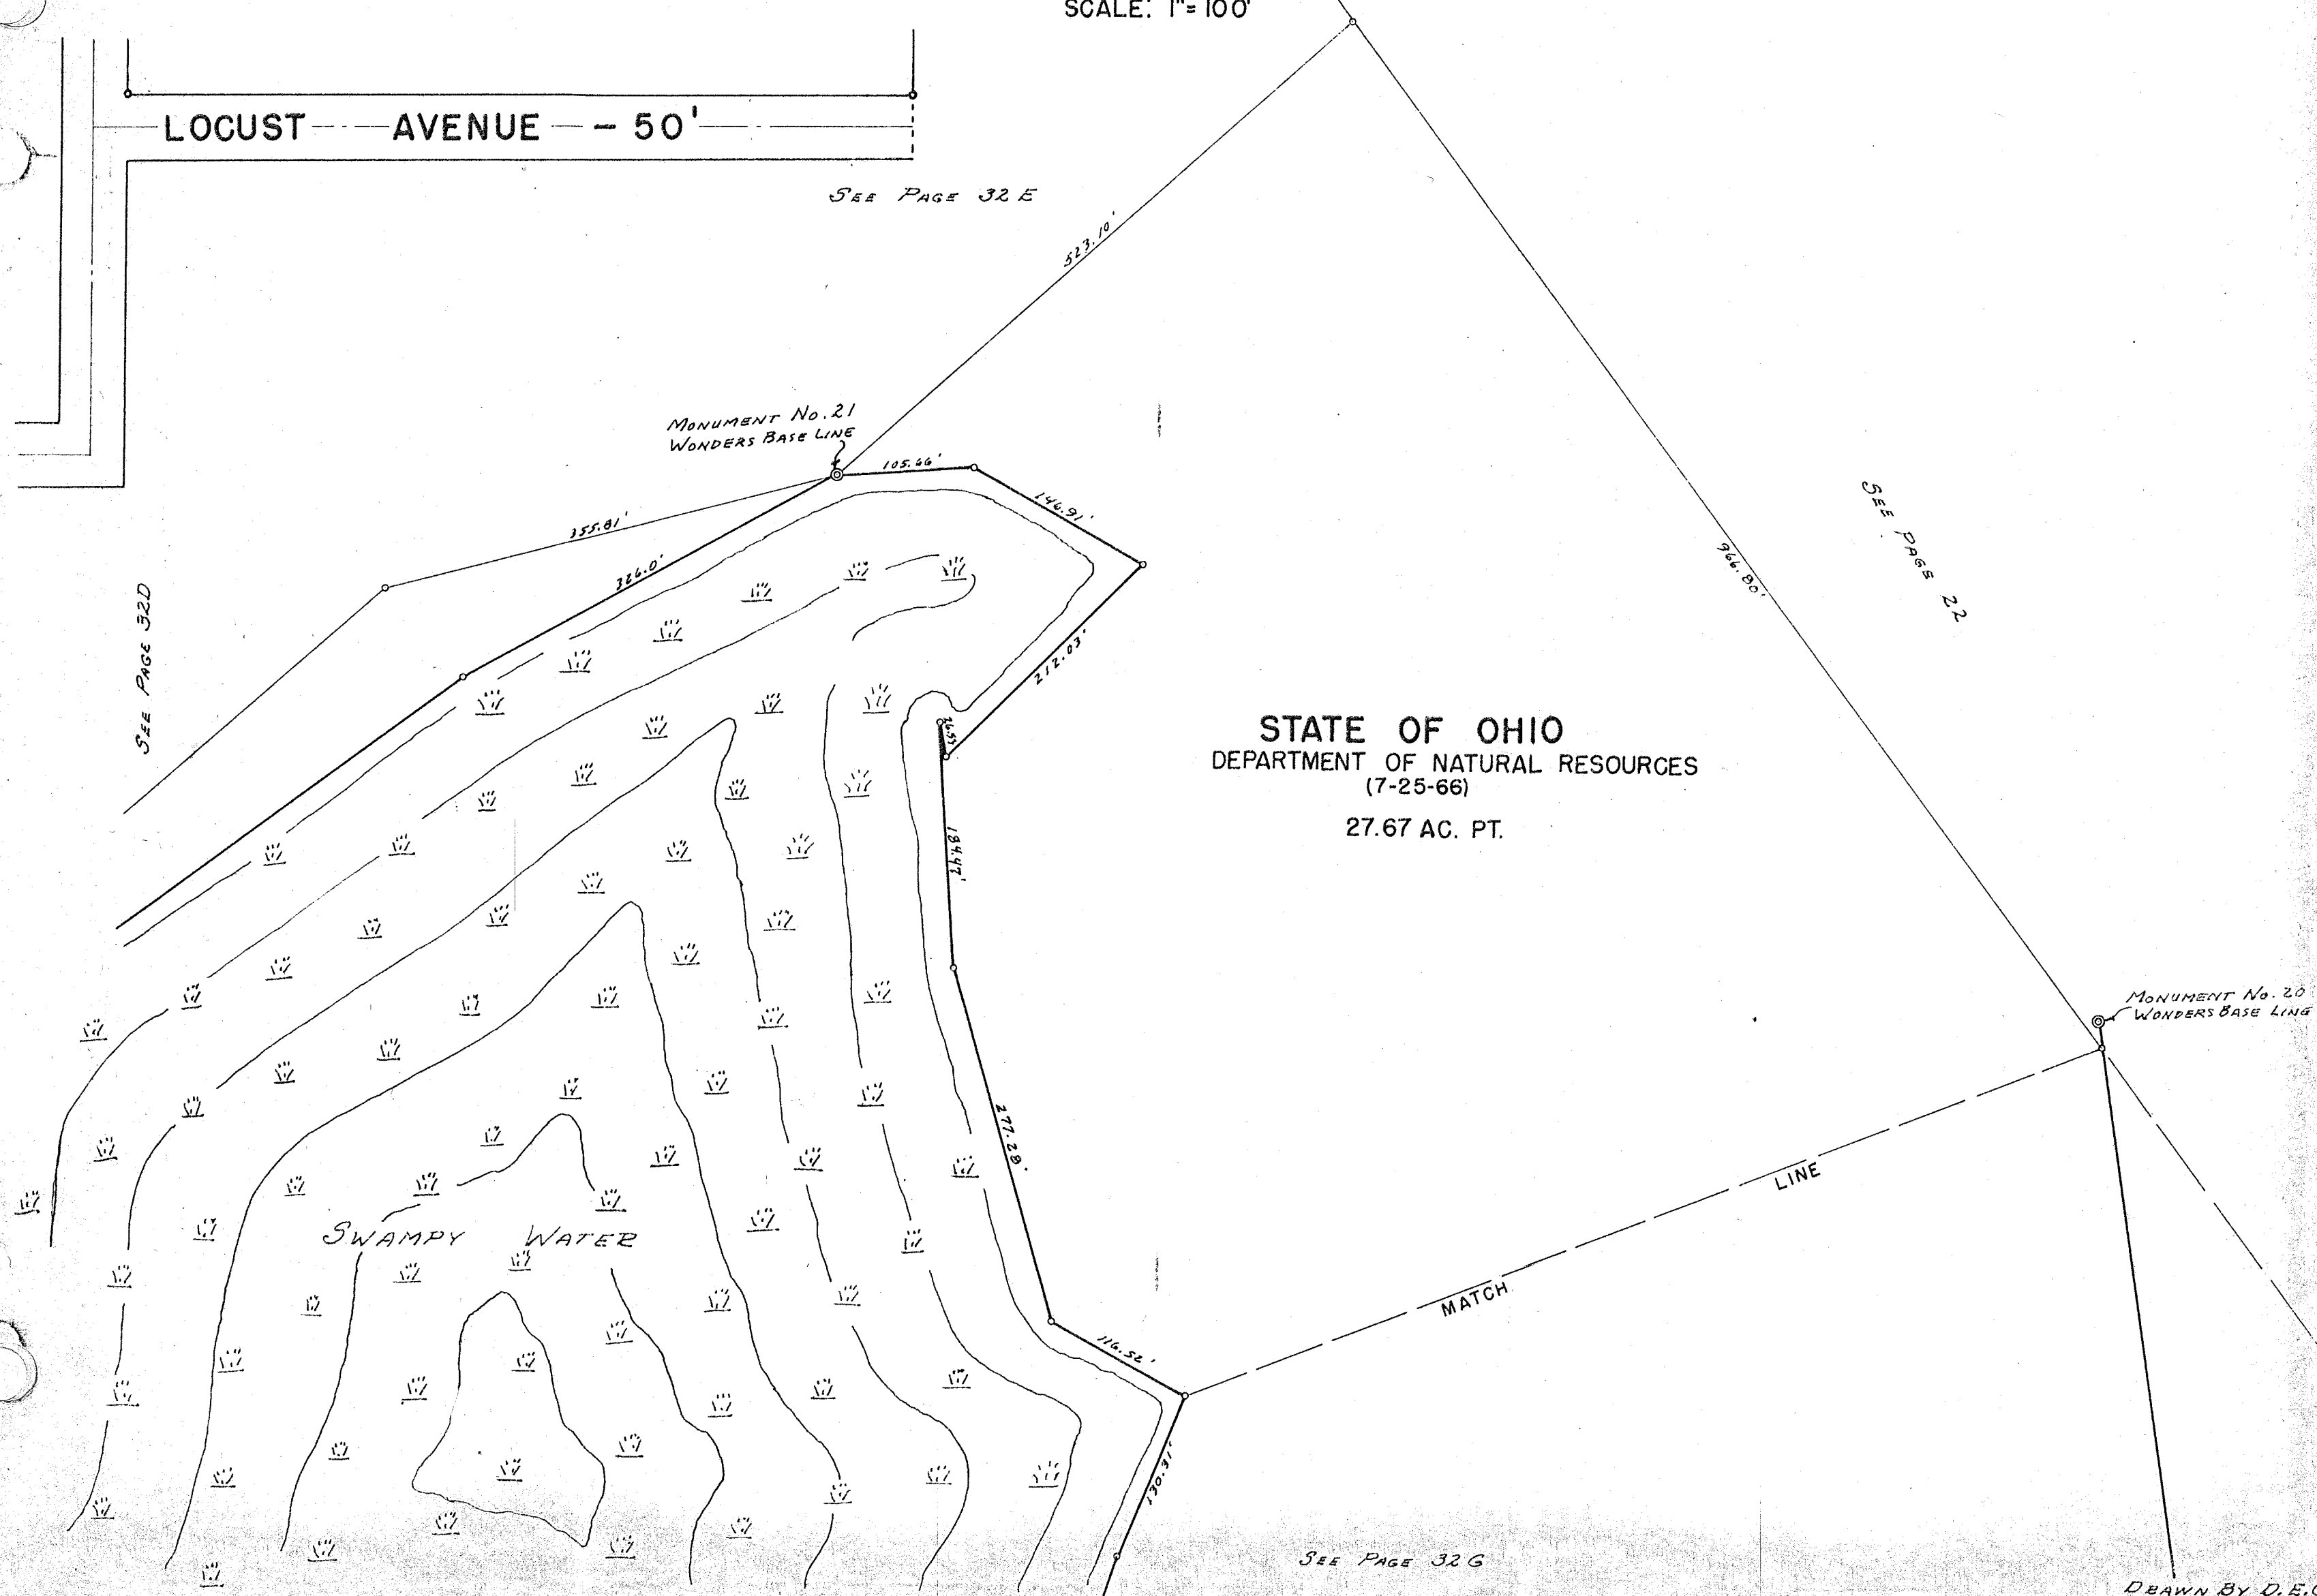 SCALE: 1"= 100'
LOCUST AVENUE - 50'
SEE PAGE 32 E
523.10'
MONUMENT No. 21
WONDERS BASE LINE
105.66'
146.91'
355.81'
326.0'
SEE PAGE 32D
212.03'
26.53'
966.80'
SEE PAGE 22
STATE OF OHIO
DEPARTMENT OF NATURAL RESOURCES
(7-25-66)
27.67 AC. PT.
184.47'
MONUMENT No. 20
WONDERS BASE LINE
277.28'
LINE
MATCH
SWAMPY WATER
116.52'
130.31'
SEE PAGE 32 G
DRAWN BY D.E.